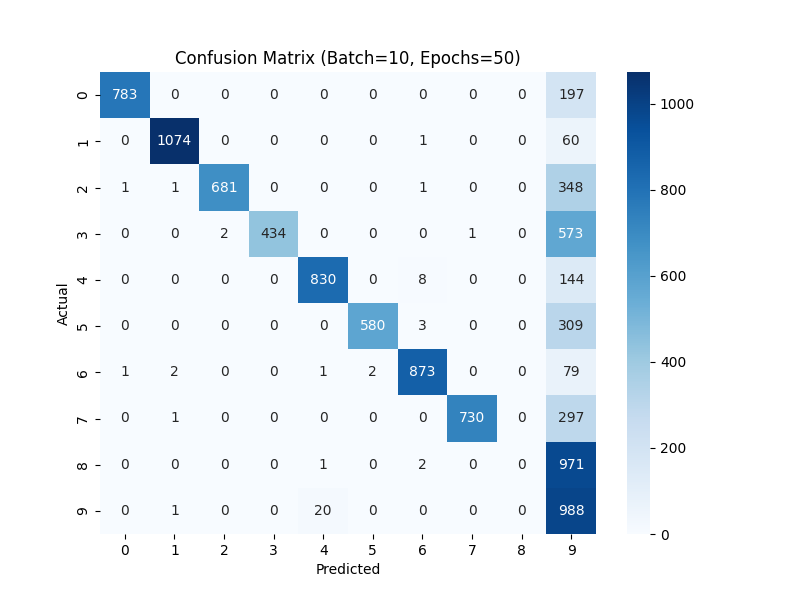 Confusion Matrix (Batch=10, Epochs=50)
0 783 0 0 0 0 0 0 0 0 197
1 0 1074 0 0 0 0 1 0 0 60
2 1 1 681 0 0 0 1 0 0 348
3 0 0 2 434 0 0 0 1 0 573
4 0 0 0 0 830 0 8 0 0 144
5 0 0 0 0 0 580 3 0 0 309
6 1 2 0 0 1 2 873 0 0 79
7 0 1 0 0 0 0 0 730 0 297
8 0 0 0 0 1 0 2 0 0 971
9 0 1 0 0 20 0 0 0 0 988
0 1 2 3 4 5 6 7 8 9
Predicted
Actual
1000
800
600
400
200
0